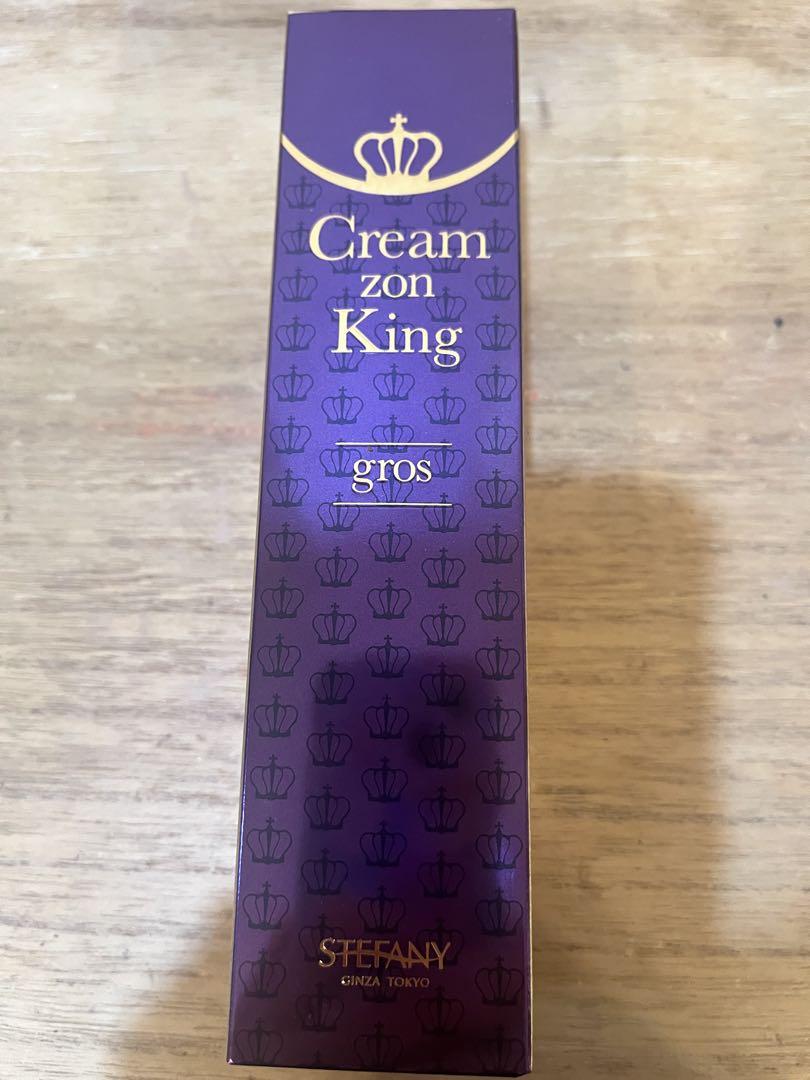 Cream
zon
King
gros
STEFANY
GINZA TOKYO